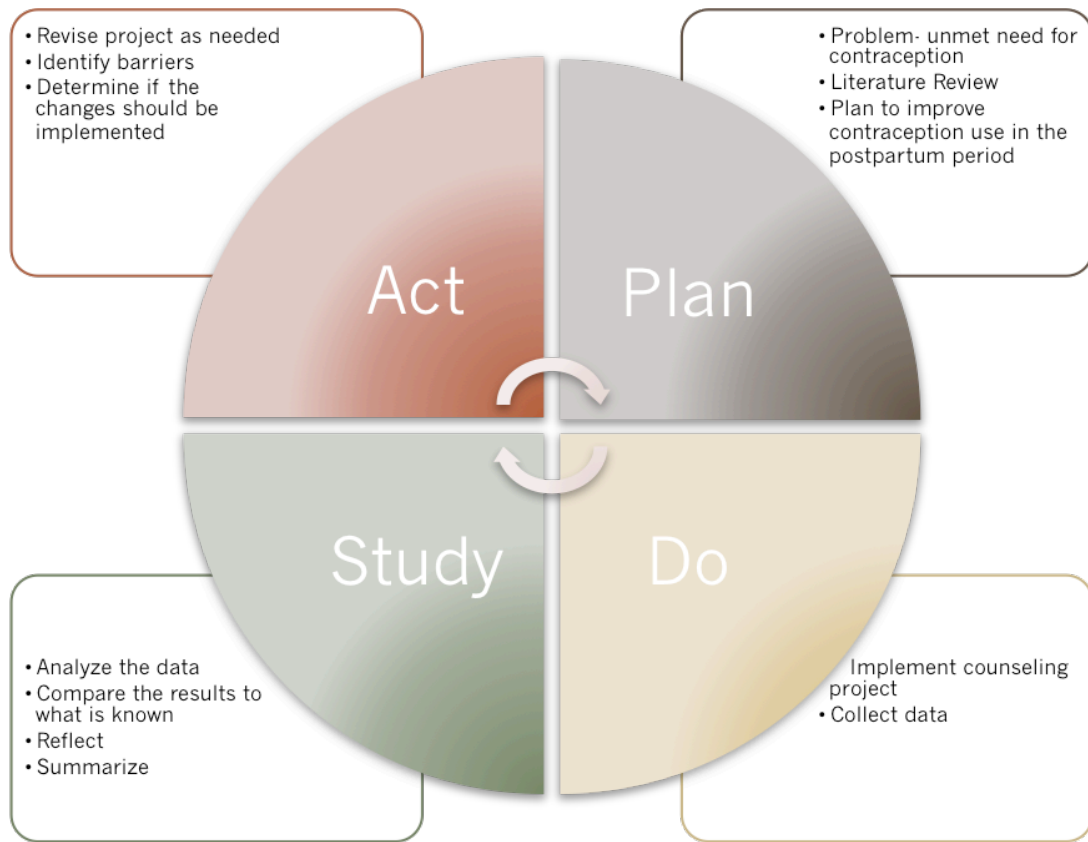 • Revise project as needed
• Identify barriers
• Determine if the
changes should be
implemented
• Problem- unmet need for
contraception
• Literature Review
• Plan to improve
contraception use in the
postpartum period
Act
Plan
Study
Do
• Analyze the data
• Compare the results to
what is known
• Reflect
• Summarize
Implement counseling
project
• Collect data